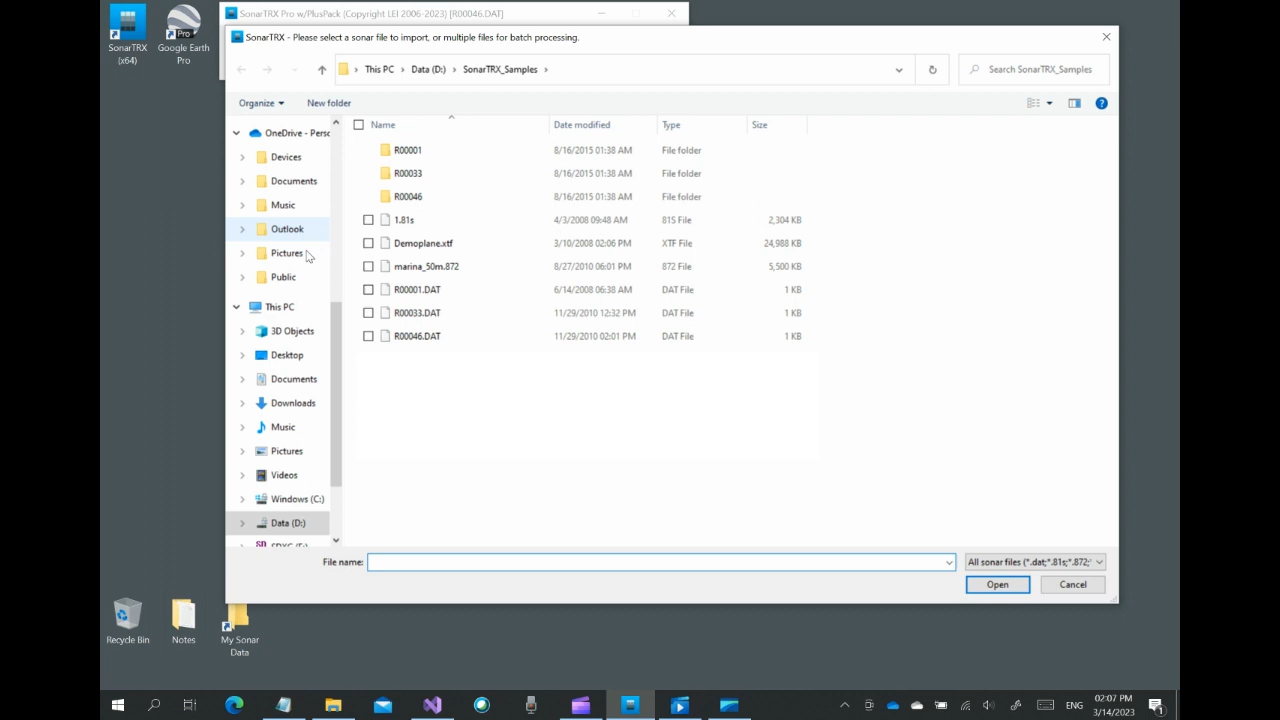 SonarTRX Pro w/PlusPack (Copyright LEI 2006-2023) [R00046.DAT]
SonarTRX
(x64)
Pro
Google Earth
Pro
SonarTRX - Please select a sonar file to import, or multiple files for batch processing.
This PC
Data (D:)
SonarTRX_Samples
Search SonarTRX_Samples
Organize
New folder
Name
Date modified
Type
Size
OneDrive - Perso
Devices
Documents
Music
Outlook
Pictures
Public
This PC
3D Objects
Desktop
Documents
Downloads
Music
Pictures
Videos
Windows (C:)
Data (D:)
R00001 8/16/2015 01:38 AM File folder
R00033 8/16/2015 01:38 AM File folder
R00046 8/16/2015 01:38 AM File folder
1.81s 4/3/2008 09:48 AM 81S File 2,304 KB
Demoplane.xtf 3/10/2008 02:06 PM XTF File 24,988 KB
marina_50m.872 8/27/2010 06:01 PM 872 File 5,500 KB
R00001.DAT 6/14/2008 06:38 AM DAT File 1 KB
R00033.DAT 11/29/2010 12:32 PM DAT File 1 KB
R00046.DAT 11/29/2010 02:01 PM DAT File 1 KB
File name:
All sonar files (*.dat;*.81s;*.872;*
Open
Cancel
Recycle Bin
Notes
My Sonar
Data
ENG
02:07 PM
3/14/2023
1